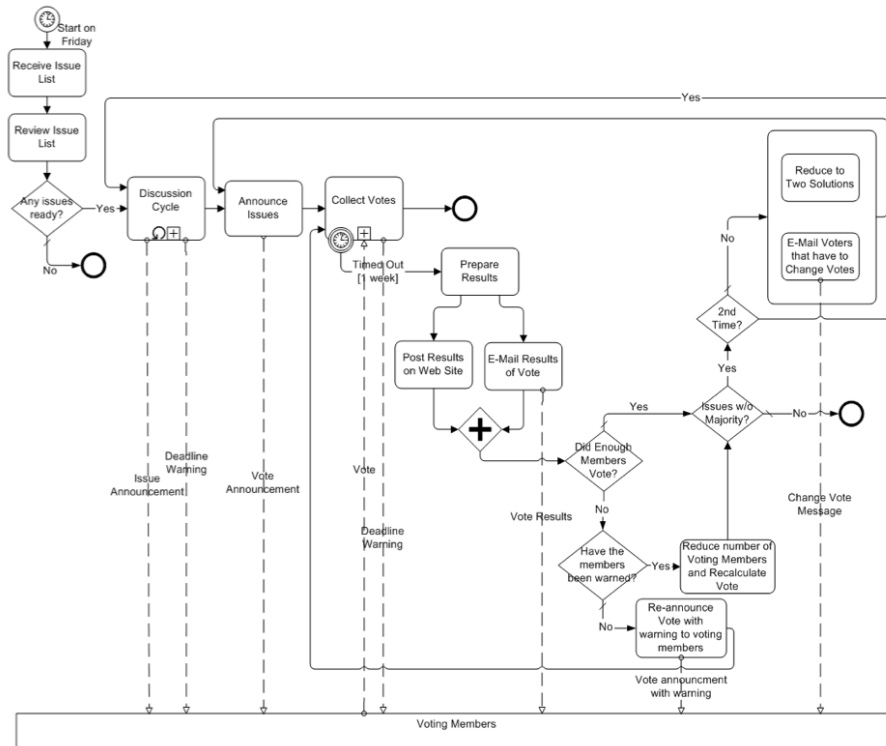 Start on
Friday
Receive Issue
List
Review Issue
List
Any issues
ready?
Yes
No
Discussion
Cycle
Announce
Issues
Collect Votes
Yes
Timed Out
[1 week]
Prepare
Results
Post Results
on Web Site
E-Mail Results
of Vote
Did Enough
Members
Vote?
Yes
No
Have the
members
been warned?
Yes
No
Reduce number of
Voting Members
and Recalculate
Vote
Re-announce
Vote with
warning to voting
members
Issues w/o
Majority?
No
Yes
2nd
Time?
No
Reduce to
Two Solutions
E-Mail Voters
that have to
Change Votes
Issue
Announcement
Deadline
Warning
Vote
Announcement
Vote
Deadline
Warning
Vote Results
Vote announcment
with warning
Change Vote
Message
Voting Members